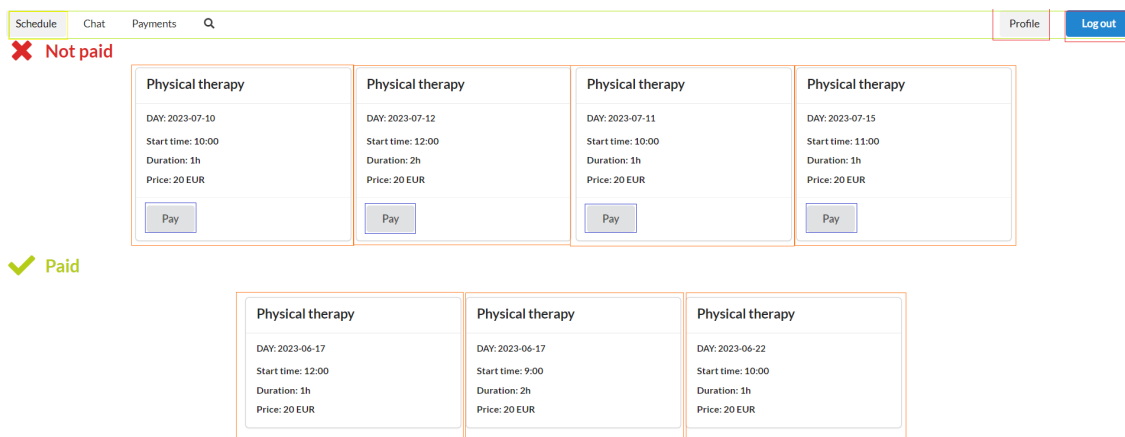 Schedule Chat Payments Profile Log out
Not paid
Physical therapy
DAY: 2023-07-10
Start time: 10:00
Duration: 1h
Price: 20 EUR
Pay
Physical therapy
DAY: 2023-07-12
Start time: 12:00
Duration: 2h
Price: 20 EUR
Pay
Physical therapy
DAY: 2023-07-11
Start time: 10:00
Duration: 1h
Price: 20 EUR
Pay
Physical therapy
DAY: 2023-07-15
Start time: 11:00
Duration: 1h
Price: 20 EUR
Pay
Paid
Physical therapy
DAY: 2023-06-17
Start time: 12:00
Duration: 1h
Price: 20 EUR
Physical therapy
DAY: 2023-06-17
Start time: 9:00
Duration: 2h
Price: 20 EUR
Physical therapy
DAY: 2023-06-22
Start time: 10:00
Duration: 1h
Price: 20 EUR